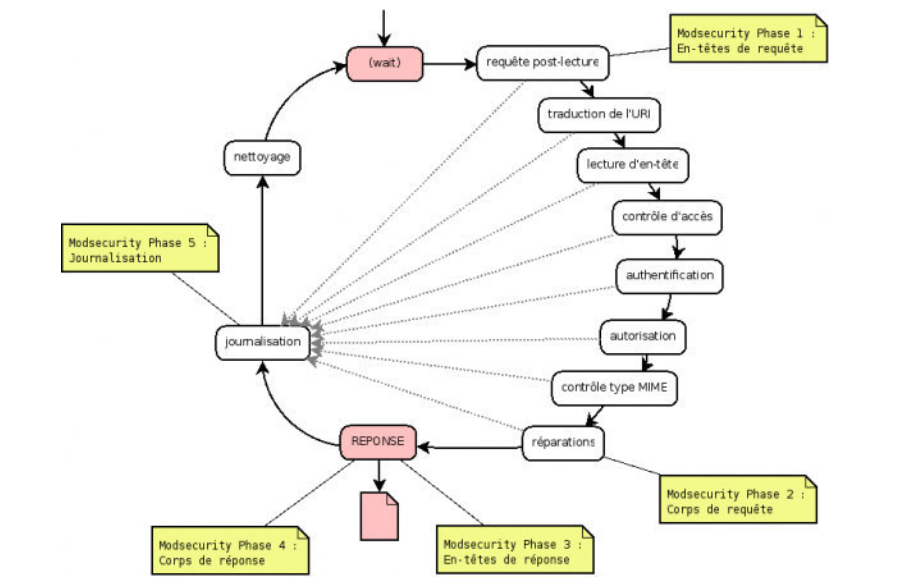 Modsecurity Phase 1 :
En-têtes de requête
(wait)
requête post-lecture
traduction de l'URI
nettoyage
lecture d'en-tête
contrôle d'accès
Modsecurity Phase 5 :
Journalisation
authentification
autorisation
journalisation
contrôle type MIME
REPONSE
réparations
Modsecurity Phase 2 :
Corps de requête
Modsecurity Phase 4 :
Corps de réponse
Modsecurity Phase 3 :
En-têtes de réponse